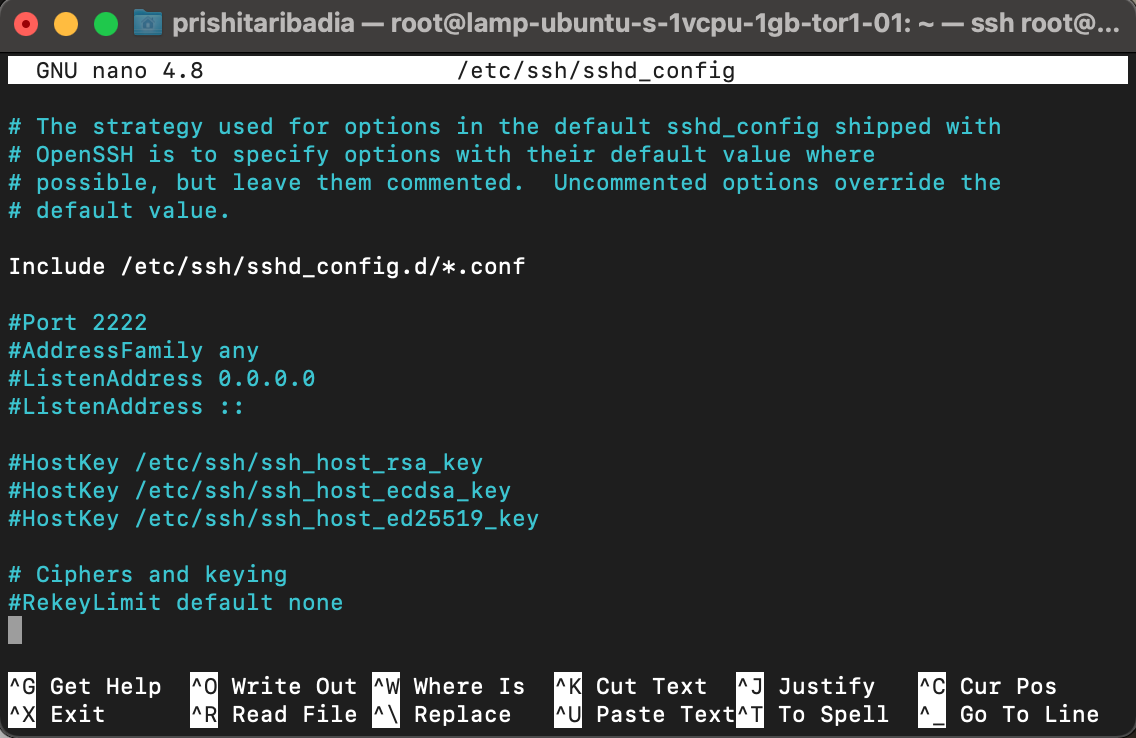 prishitaribadia — root@lamp-ubuntu-s-1vcpu-1gb-tor1-01: ~ — ssh root@...
GNU nano 4.8 /etc/ssh/sshd_config
# The strategy used for options in the default sshd_config shipped with
# OpenSSH is to specify options with their default value where
# possible, but leave them commented.  Uncommented options override the
# default value.
Include /etc/ssh/sshd_config.d/*.conf
#Port 2222
#AddressFamily any
#ListenAddress 0.0.0.0
#ListenAddress ::
#HostKey /etc/ssh/ssh_host_rsa_key
#HostKey /etc/ssh/ssh_host_ecdsa_key
#HostKey /etc/ssh/ssh_host_ed25519_key
# Ciphers and keying
#RekeyLimit default none
^G Get Help ^O Write Out ^W Where Is ^K Cut Text ^J Justify ^C Cur Pos
^X Exit ^R Read File ^\ Replace ^U Paste Text ^T To Spell ^_ Go To Line